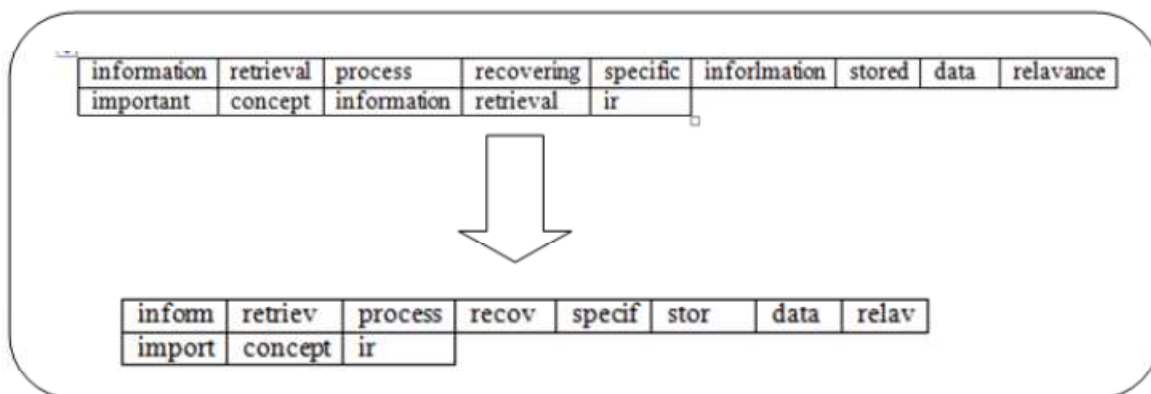 information retrieval process recovering specific inforlmation stored data relavance
important concept information retrieval ir
inform retriev process recov specif stor data relav
import concept ir